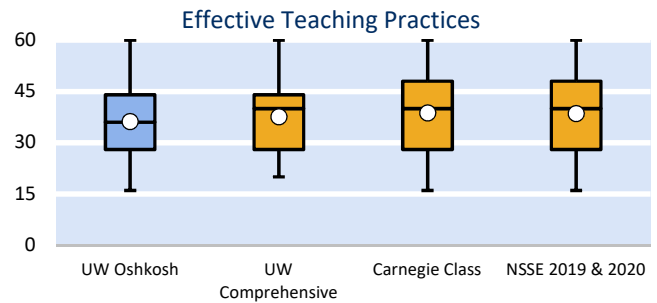 Effective Teaching Practices
60
45
30
15
0
UW Oshkosh
UW
Comprehensive
Carnegie Class
NSSE 2019 & 2020